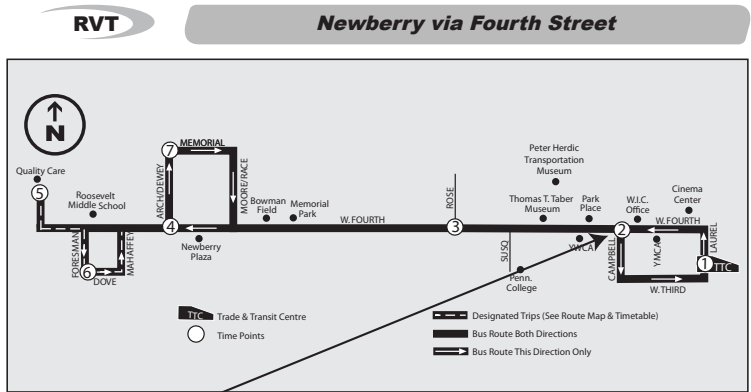 RVT
Newberry via Fourth Street
N
Quality Care
5
Roosevelt
Middle School
FORESMAN
6
DOVE
MAHAFFEY
7
MEMORIAL
ARCH/DEWEY
4
MOORE/RACE
Newberry
Plaza
Bowman
Field
Memorial
Park
W. FOURTH
ROSE
3
SUSQ
Penn.
College
Peter Herdic
Transportation
Museum
Thomas T. Taber
Museum
Park
Place
YWCA
2
CAMPBELL
W.I.C.
Office
YMCA
Cinema
Center
W. FOURTH
LAUREL
1
TTC
W. THIRD
TTC Trade & Transit Centre
Time Points
Designated Trips (See Route Map & Timetable)
Bus Route Both Directions
Bus Route This Direction Only